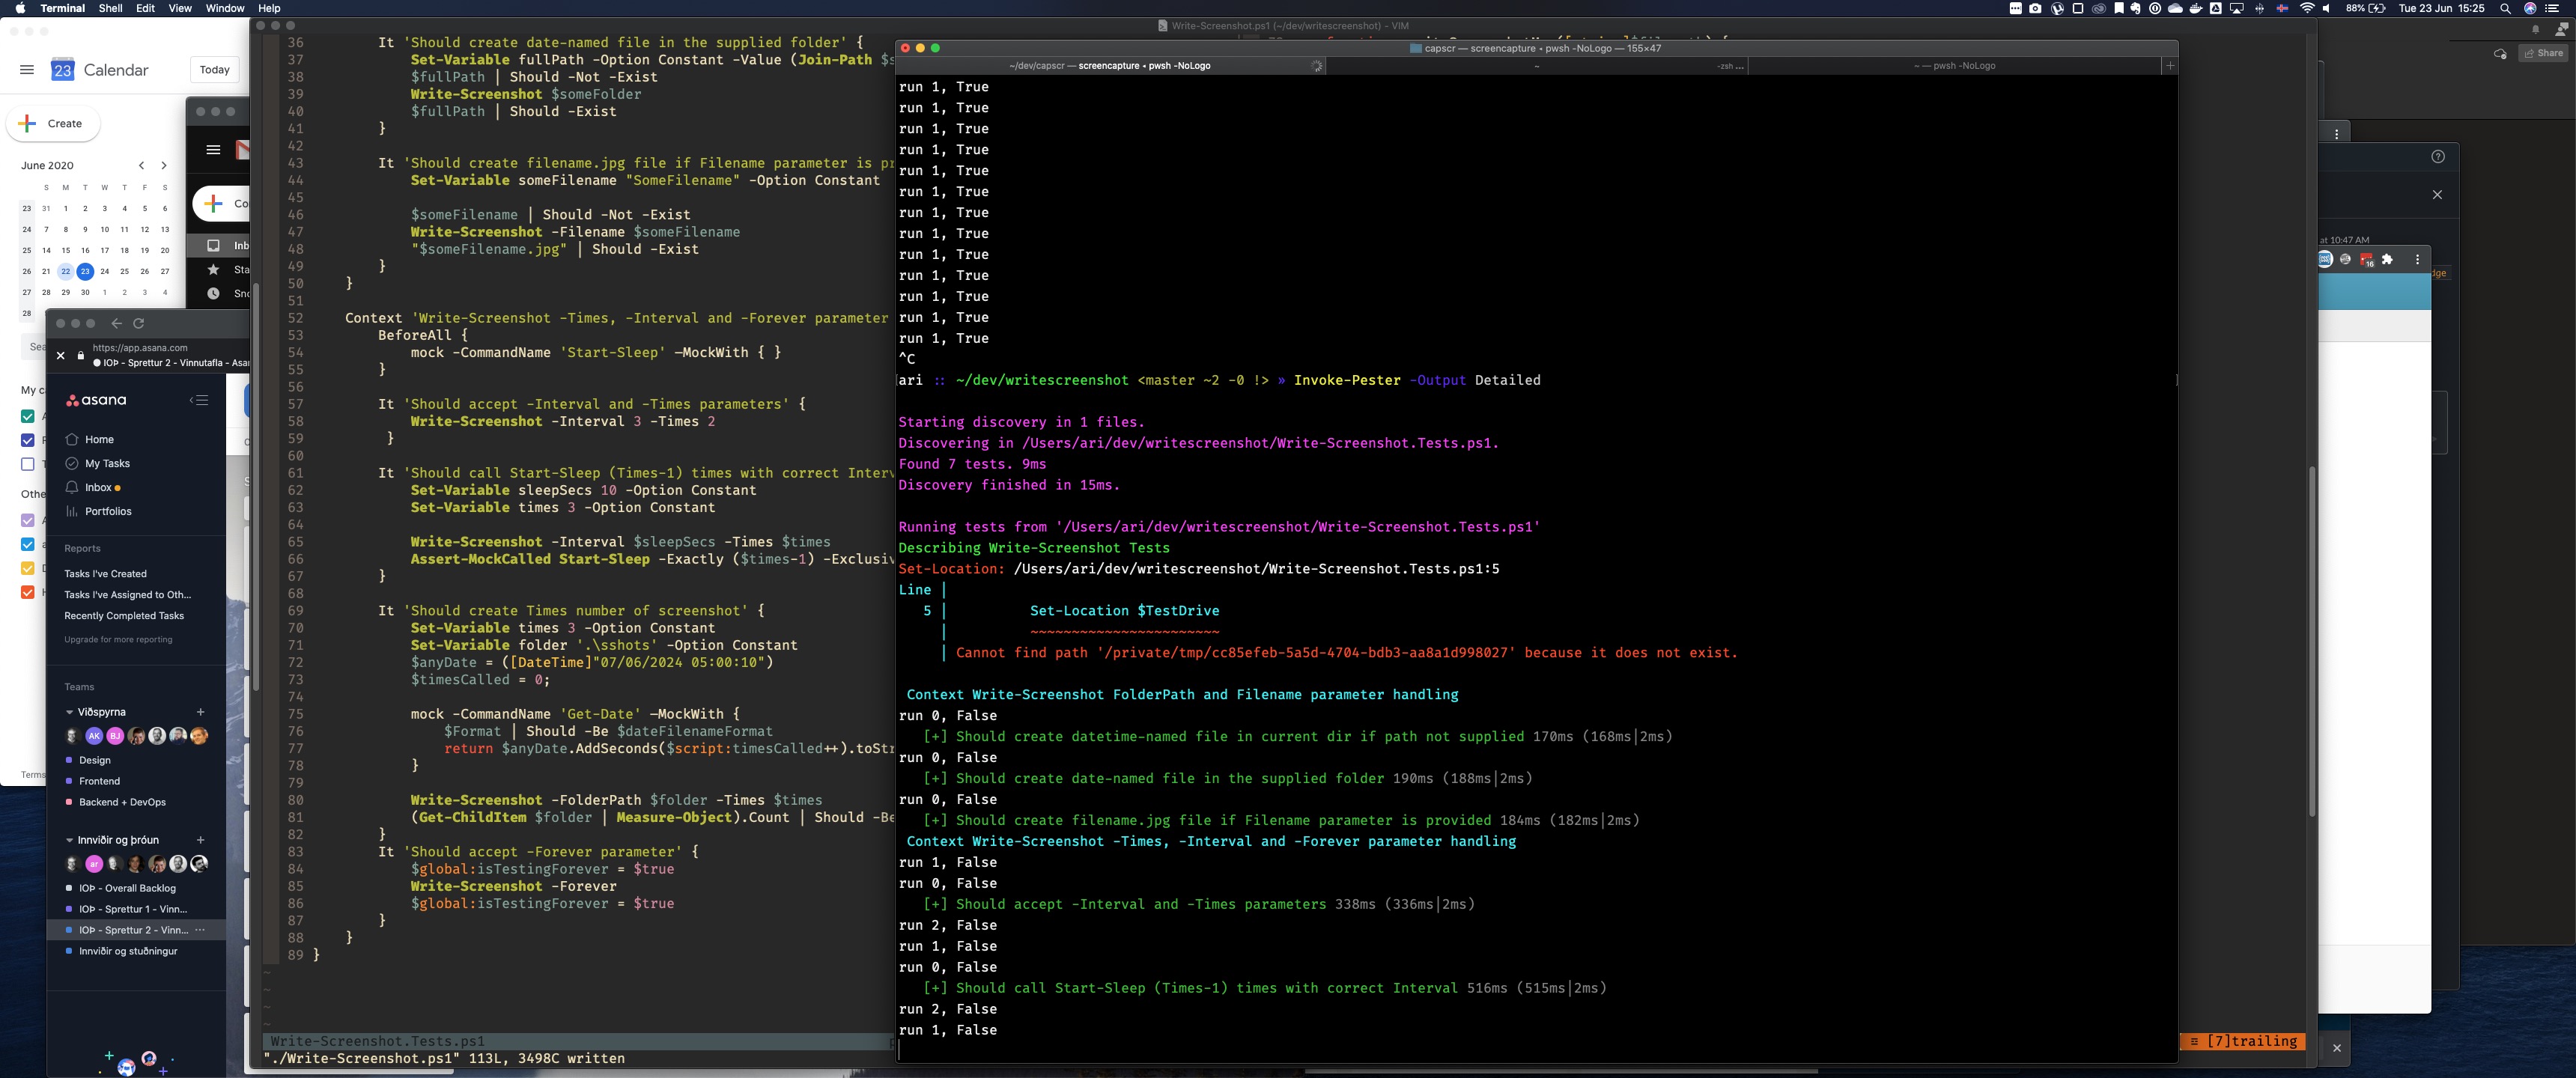 Terminal Shell Edit View Window Help
88% Tue 23 Jun 15:25
Calendar
23
Today
Create
June 2020
S M T W T F S
23 31 1 2 3 4 5 6
24 7 8 9 10 11 12 13
25 14 15 16 17 18 19 20
26 21 22 23 24 25 26 27
27 28 29 30 1 2 3 4
28
Sea
My ca
Othe
Terms
Co
Inb
Sta
Sno
https://app.asana.com
IOÞ - Sprettur 2 - Vinnutafla - Asa
asana
Home
My Tasks
Inbox
Portfolios
Reports
Tasks I've Created
Tasks I've Assigned to Oth...
Recently Completed Tasks
Upgrade for more reporting
Teams
Viðspyrna
AK BJ
Design
Frontend
Backend + DevOps
Innviðir og þróun
ar
IOÞ - Overall Backlog
IOÞ - Sprettur 1 - Vinn...
IOÞ - Sprettur 2 - Vinn... ...
Innviðir og stuðningur
Write-Screenshot.ps1 (~/dev/writescreenshot) - VIM
36 It 'Should create date-named file in the supplied folder' {
37 Set-Variable fullPath -Option Constant -Value (Join-Path $s
38 $fullPath | Should -Not -Exist
39 Write-Screenshot $someFolder
40 $fullPath | Should -Exist
41 }
42
43 It 'Should create filename.jpg file if Filename parameter is pr
44 Set-Variable someFilename "SomeFilename" -Option Constant
45
46 $someFilename | Should -Not -Exist
47 Write-Screenshot -Filename $someFilename
48 "$someFilename.jpg" | Should -Exist
49 }
50 }
51
52 Context 'Write-Screenshot -Times, -Interval and -Forever parameter
53 BeforeAll {
54 mock -CommandName 'Start-Sleep' –MockWith { }
55 }
56
57 It 'Should accept -Interval and -Times parameters' {
58 Write-Screenshot -Interval 3 -Times 2
59 }
60
61 It 'Should call Start-Sleep (Times-1) times with correct Interv
62 Set-Variable sleepSecs 10 -Option Constant
63 Set-Variable times 3 -Option Constant
64
65 Write-Screenshot -Interval $sleepSecs -Times $times
66 Assert-MockCalled Start-Sleep -Exactly ($times-1) -Exclusiv
67 }
68
69 It 'Should create Times number of screenshot' {
70 Set-Variable times 3 -Option Constant
71 Set-Variable folder '.\sshots' -Option Constant
72 $anyDate = ([DateTime]"07/06/2024 05:00:10")
73 $timesCalled = 0;
74
75 mock -CommandName 'Get-Date' –MockWith {
76 $Format | Should -Be $dateFilenameFormat
77 return $anyDate.AddSeconds($script:timesCalled++).toStr
78 }
79
80 Write-Screenshot -FolderPath $folder -Times $times
81 (Get-ChildItem $folder | Measure-Object).Count | Should -Be
82 }
83 It 'Should accept -Forever parameter' {
84 $global:isTestingForever = $true
85 Write-Screenshot -Forever
86 $global:isTestingForever = $true
87 }
88 }
89 }
~
~
~
~
Write-Screenshot.Tests.ps1
"./Write-Screenshot.ps1" 113L, 3498C written
[7]trailing
capscr — screencapture • pwsh -NoLogo — 155×47
~/dev/capscr — screencapture • pwsh -NoLogo
~
-zsh ...
~ — pwsh -NoLogo
run 1, True
run 1, True
run 1, True
run 1, True
run 1, True
run 1, True
run 1, True
run 1, True
run 1, True
run 1, True
run 1, True
run 1, True
run 1, True
^C
ari :: ~/dev/writescreenshot <master ~2 -0 !> » Invoke-Pester -Output Detailed
Starting discovery in 1 files.
Discovering in /Users/ari/dev/writescreenshot/Write-Screenshot.Tests.ps1.
Found 7 tests. 9ms
Discovery finished in 15ms.
Running tests from '/Users/ari/dev/writescreenshot/Write-Screenshot.Tests.ps1'
Describing Write-Screenshot Tests
Set-Location: /Users/ari/dev/writescreenshot/Write-Screenshot.Tests.ps1:5
Line |
5 | Set-Location $TestDrive
| ~~~~~~~~~~~~~~~~~~~~~~~
| Cannot find path '/private/tmp/cc85efeb-5a5d-4704-bdb3-aa8a1d998027' because it does not exist.
Context Write-Screenshot FolderPath and Filename parameter handling
run 0, False
[+] Should create datetime-named file in current dir if path not supplied 170ms (168ms|2ms)
run 0, False
[+] Should create date-named file in the supplied folder 190ms (188ms|2ms)
run 0, False
[+] Should create filename.jpg file if Filename parameter is provided 184ms (182ms|2ms)
Context Write-Screenshot -Times, -Interval and -Forever parameter handling
run 1, False
run 0, False
[+] Should accept -Interval and -Times parameters 338ms (336ms|2ms)
run 2, False
run 1, False
run 0, False
[+] Should call Start-Sleep (Times-1) times with correct Interval 516ms (515ms|2ms)
run 2, False
run 1, False
Share
at 10:47 AM
16
dge